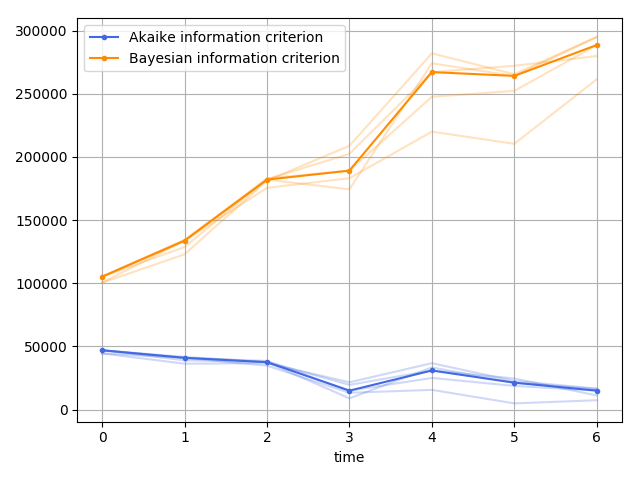 Akaike information criterion
Bayesian information criterion
300000
250000
200000
150000
100000
50000
0
0 1 2 3 4 5 6
time